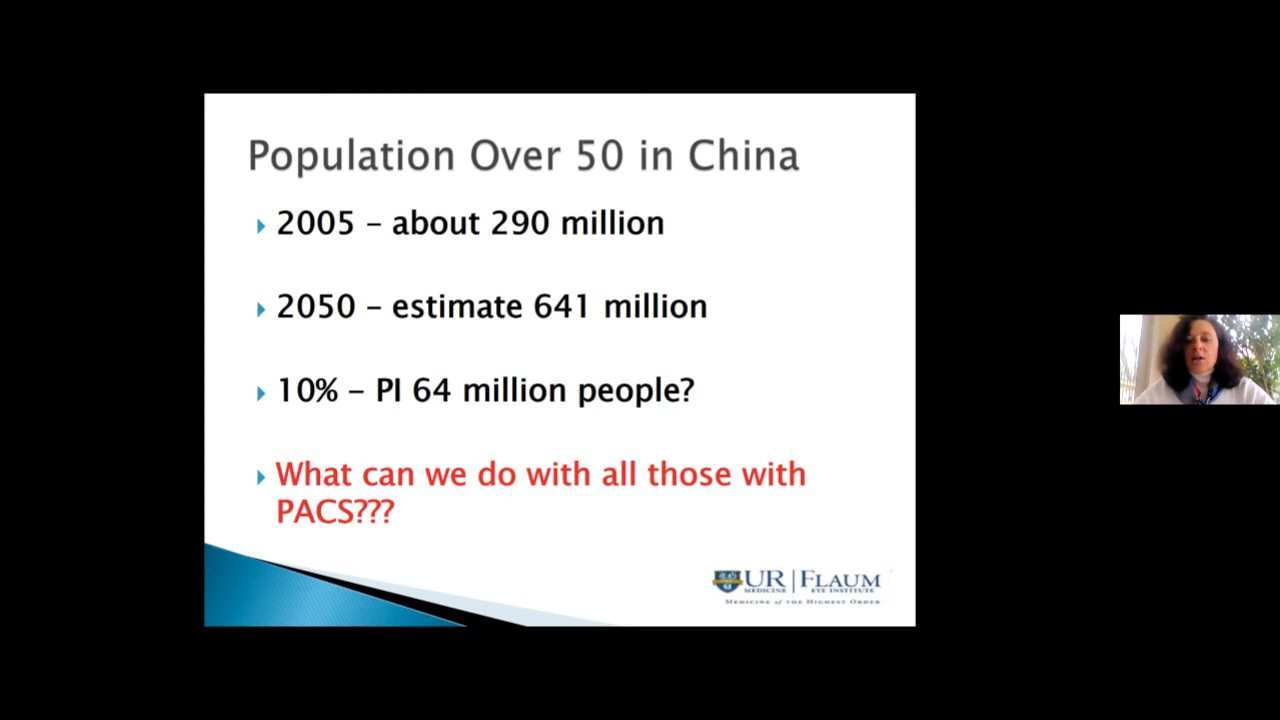 Population Over 50 in China
2005 – about 290 million
2050 – estimate 641 million
10% – PI 64 million people?
What can we do with all those with
PACS???
UR FLAUM
MEDICINE EYE INSTITUTE
MEDICINE of THE HIGHEST ORDER